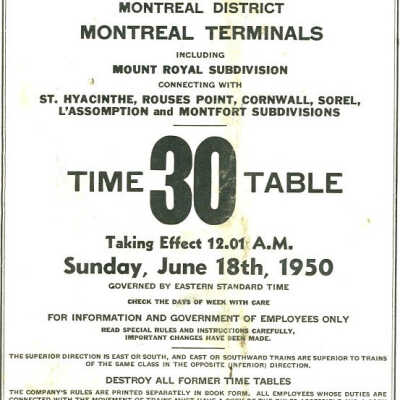 MONTREAL DISTRICT
MONTREAL TERMINALS
INCLUDING
MOUNT ROYAL SUBDIVISION
CONNECTING WITH
ST. HYACINTHE, ROUSES POINT, CORNWALL, SOREL,
L'ASSOMPTION and MONTFORT SUBDIVISIONS
TIME 30 TABLE
Taking Effect 12.01 A.M.
Sunday, June 18th, 1950
GOVERNED BY EASTERN STANDARD TIME
CHECK THE DAYS OF WEEK WITH CARE
FOR INFORMATION AND GOVERNMENT OF EMPLOYEES ONLY
READ SPECIAL RULES AND INSTRUCTIONS CAREFULLY,
IMPORTANT CHANGES HAVE BEEN MADE.
THE SUPERIOR DIRECTION IS EAST OR SOUTH, AND EAST OR SOUTHWARD TRAINS ARE SUPERIOR TO TRAINS
OF THE SAME CLASS IN THE OPPOSITE (INFERIOR) DIRECTION.
DESTROY ALL FORMER TIME TABLES
THE COMPANY'S RULES ARE PRINTED SEPARATELY IN BOOK FORM. ALL EMPLOYEES WHOSE DUTIES ARE